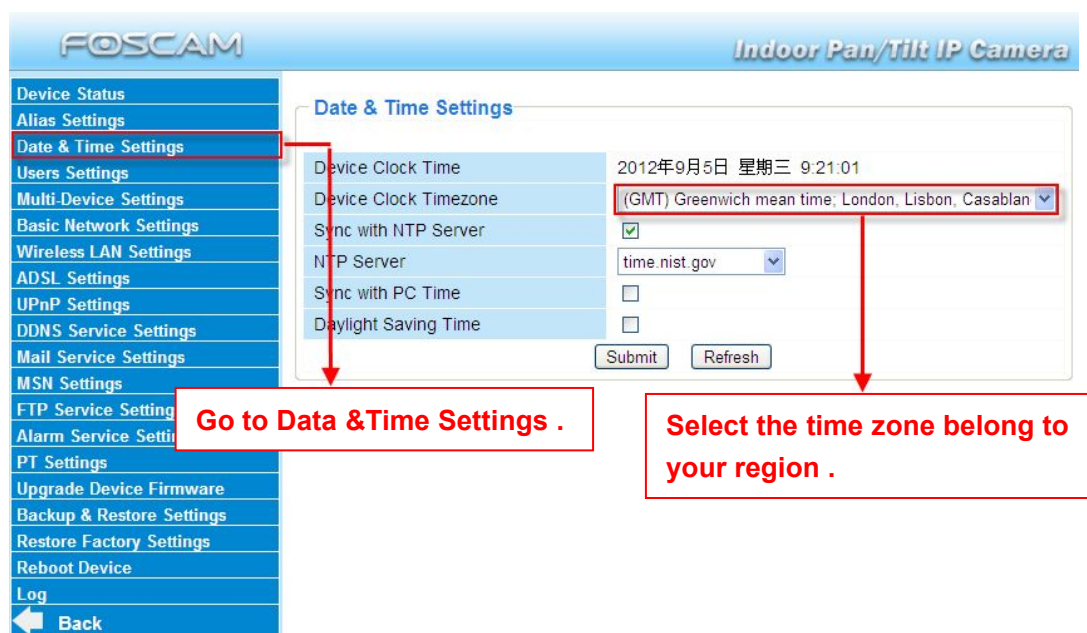 FOSCAM
Indoor Pan/Tilt IP Camera
Device Status
Alias Settings
Date & Time Settings
Users Settings
Multi-Device Settings
Basic Network Settings
Wireless LAN Settings
ADSL Settings
UPnP Settings
DDNS Service Settings
Mail Service Settings
MSN Settings
FTP Service Setting
Alarm Service Setti
PT Settings
Upgrade Device Firmware
Backup & Restore Settings
Restore Factory Settings
Reboot Device
Log
Back
Date & Time Settings
Device Clock Time 2012年9月5日 星期三 9:21:01
Device Clock Timezone (GMT) Greenwich mean time; London, Lisbon, Casablan
Sync with NTP Server
NTP Server time.nist.gov
Sync with PC Time
Daylight Saving Time
Submit Refresh
Go to Data &Time Settings .
Select the time zone belong to
your region .